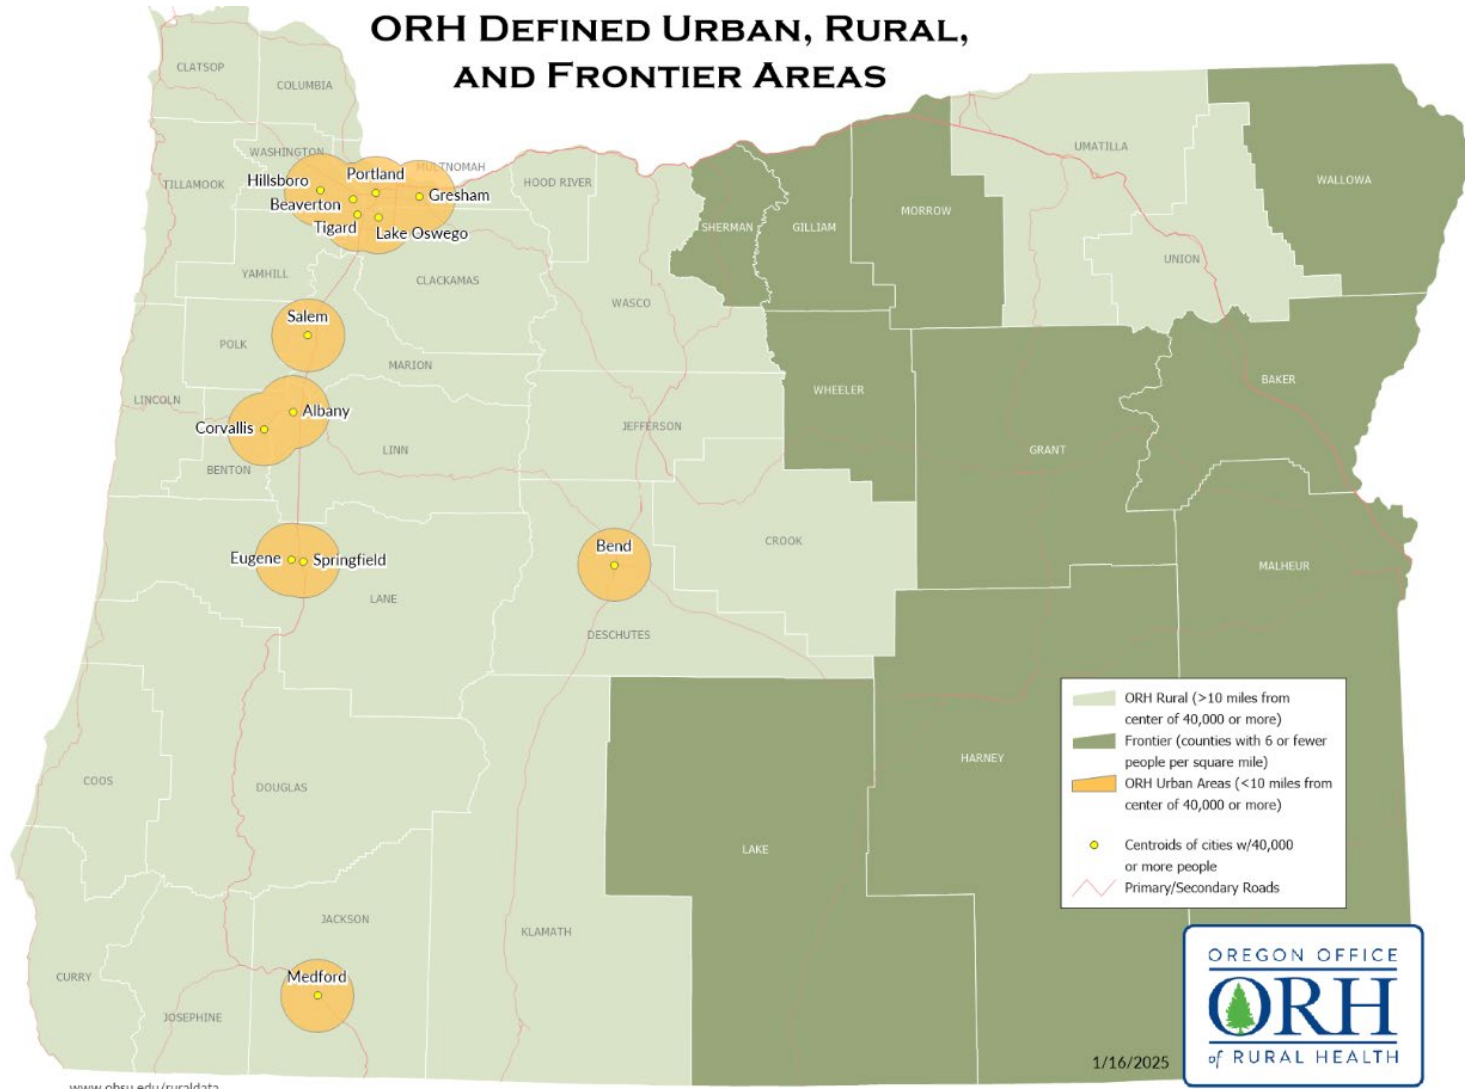 ORH DEFINED URBAN, RURAL,
AND FRONTIER AREAS
CLATSOP
COLUMBIA
WASHINGTON
MULTNOMAH
TILLAMOOK
Hillsboro
Portland
Gresham
Beaverton
Tigard
Lake Oswego
HOOD RIVER
UMATILLA
WALLOWA
MORROW
SHERMAN
GILLIAM
UNION
YAMHILL
CLACKAMAS
WASCO
Salem
POLK
MARION
WHEELER
BAKER
LINCOLN
Albany
Corvallis
JEFFERSON
LINN
GRANT
BENTON
Eugene
Springfield
Bend
CROOK
MALHEUR
LANE
DESCHUTES
ORH Rural (>10 miles from
center of 40,000 or more)
Frontier (counties with 6 or fewer
people per square mile)
ORH Urban Areas (<10 miles from
center of 40,000 or more)
Centroids of cities w/40,000
or more people
Primary/Secondary Roads
HARNEY
COOS
DOUGLAS
LAKE
JACKSON
KLAMATH
CURRY
Medford
JOSEPHINE
OREGON OFFICE
ORH
of RURAL HEALTH
1/16/2025
www.ohsu.edu/ruraldata